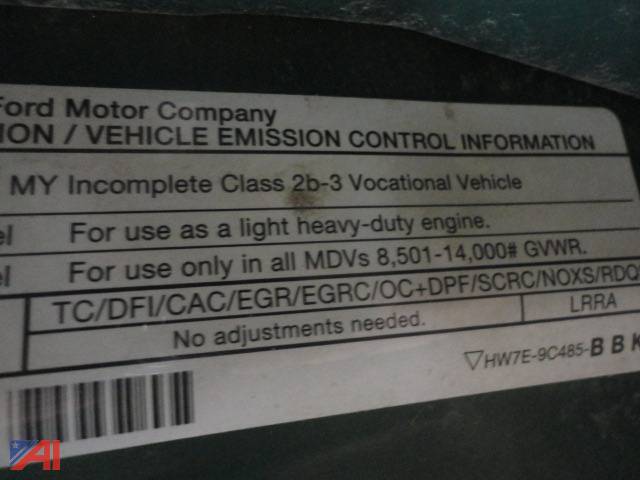 Ford Motor Company
ION / VEHICLE EMISSION CONTROL INFORMATION
MY Incomplete Class 2b-3 Vocational Vehicle
el For use as a light heavy-duty engine.
el For use only in all MDVs 8,501-14,000# GVWR.
TC/DFI/CAC/EGR/EGRC/OC+DPF/SCRC/NOXS/RDQS
No adjustments needed. LRRA
▽HW7E-9C485-B B K
AI